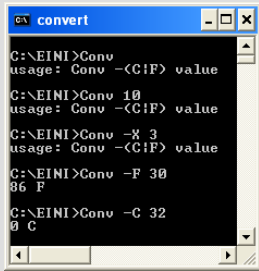 convert
C:\EINI>Conv
usage: Conv -(C|F) value
C:\EINI>Conv 10
usage: Conv -(C|F) value
C:\EINI>Conv -X 3
usage: Conv -(C|F) value
C:\EINI>Conv -F 30
86 F
C:\EINI>Conv -C 32
0 C